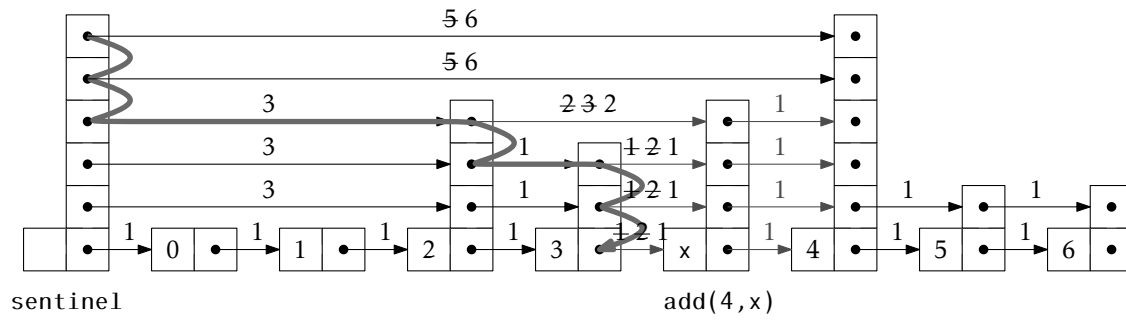 5 6
5 6
3 2 3 2 1
3 1 1 2 1 1
3 1 1 2 1 1 1 1
1 0 1 1 1 2 1 3 1 2 1 x 1 4 1 5 1 6
sentinel add(4,x)